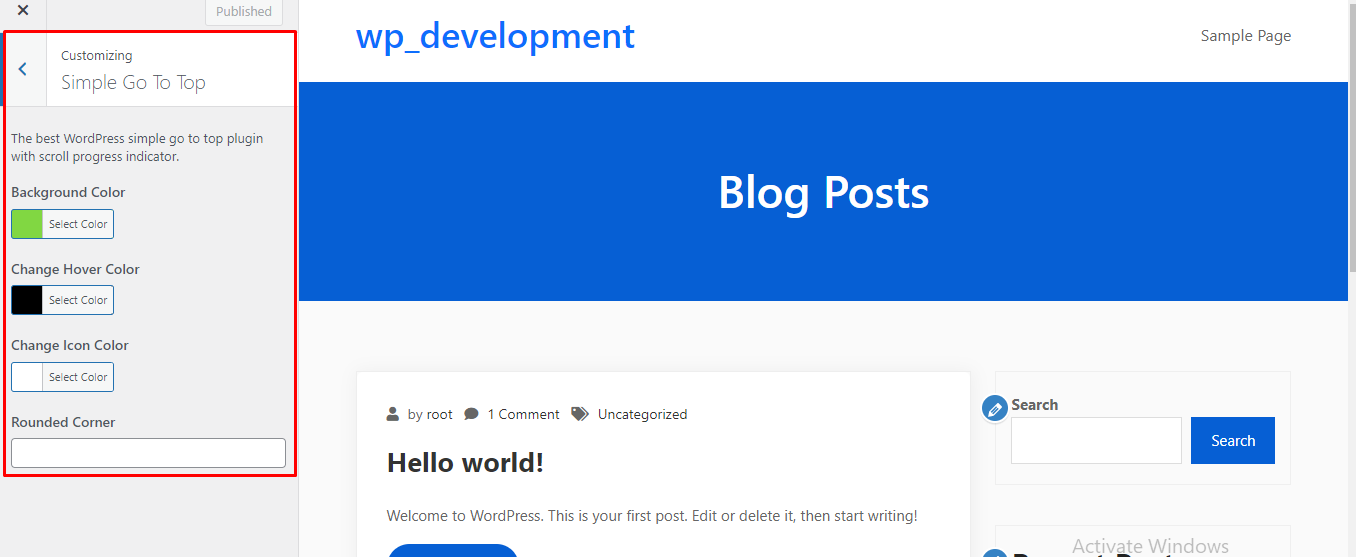 Published
Customizing
Simple Go To Top
The best WordPress simple go to top plugin
with scroll progress indicator.
Background Color
Select Color
Change Hover Color
Select Color
Change Icon Color
Select Color
Rounded Corner
wp_development
Sample Page
Blog Posts
by root 1 Comment Uncategorized
Hello world!
Welcome to WordPress. This is your first post. Edit or delete it, then start writing!
Search
Search
Activate Windows